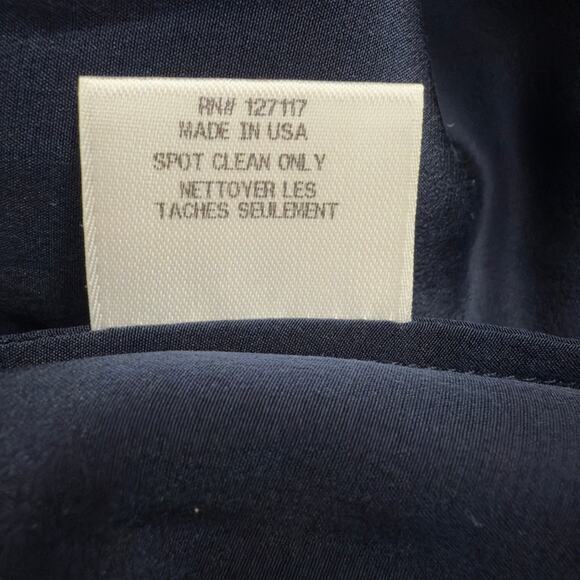 RN# 127117
MADE IN USA
SPOT CLEAN ONLY
NETTOYER LES
TACHES SEULEMENT